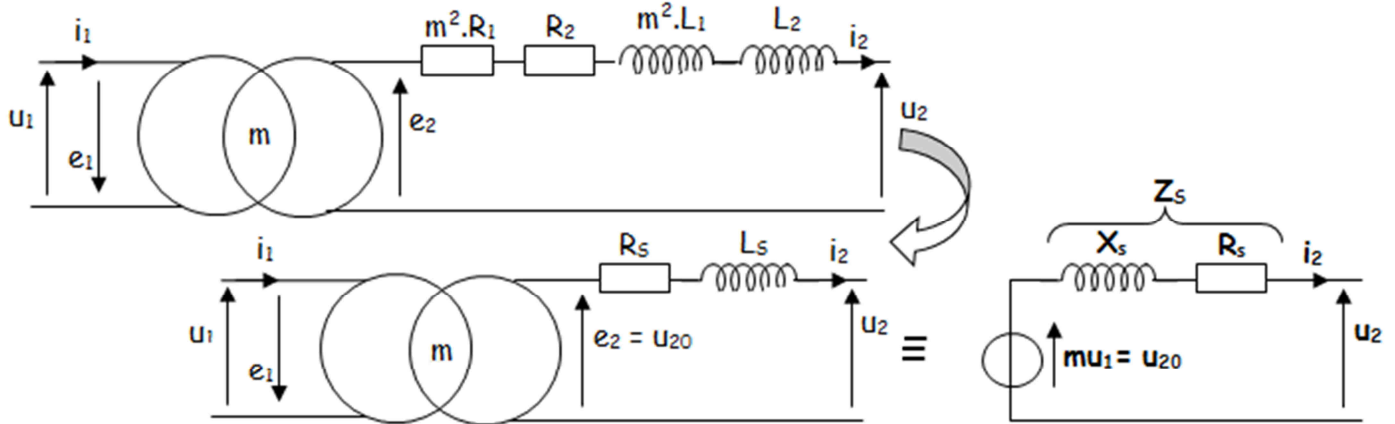 i₁ m².R₁ R₂ m².L₁ L₂ i₂
u₁ e₁ m e₂ u₂
i₁ Rₛ Lₛ i₂
u₁ e₁ m e₂ = u₂₀ u₂
≡
Zₛ
Xₛ Rₛ i₂
mu₁ = u₂₀ u₂